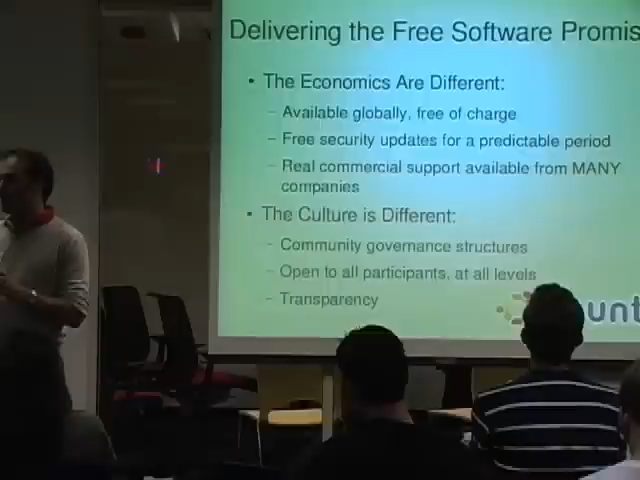 Delivering the Free Software Promis
• The Economics Are Different:
– Available globally, free of charge
– Free security updates for a predictable period
– Real commercial support available from MANY
companies
• The Culture is Different:
– Community governance structures
– Open to all participants, at all levels
– Transparency
bunt